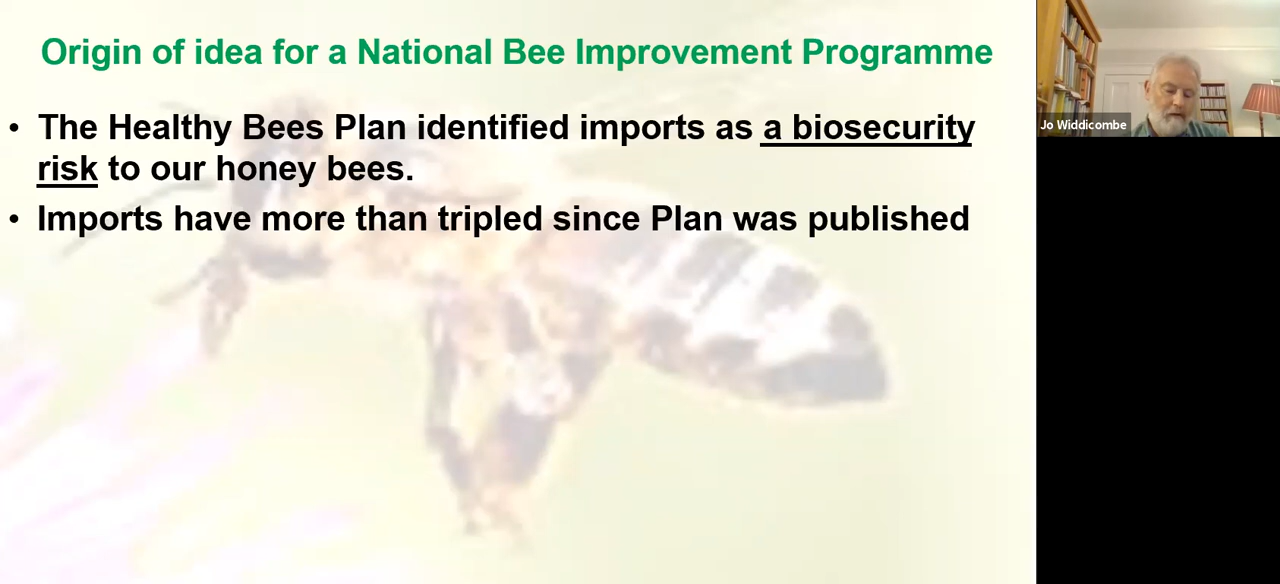 Origin of idea for a National Bee Improvement Programme
• The Healthy Bees Plan identified imports as a biosecurity
risk to our honey bees.
• Imports have more than tripled since Plan was published
Jo Widdicombe